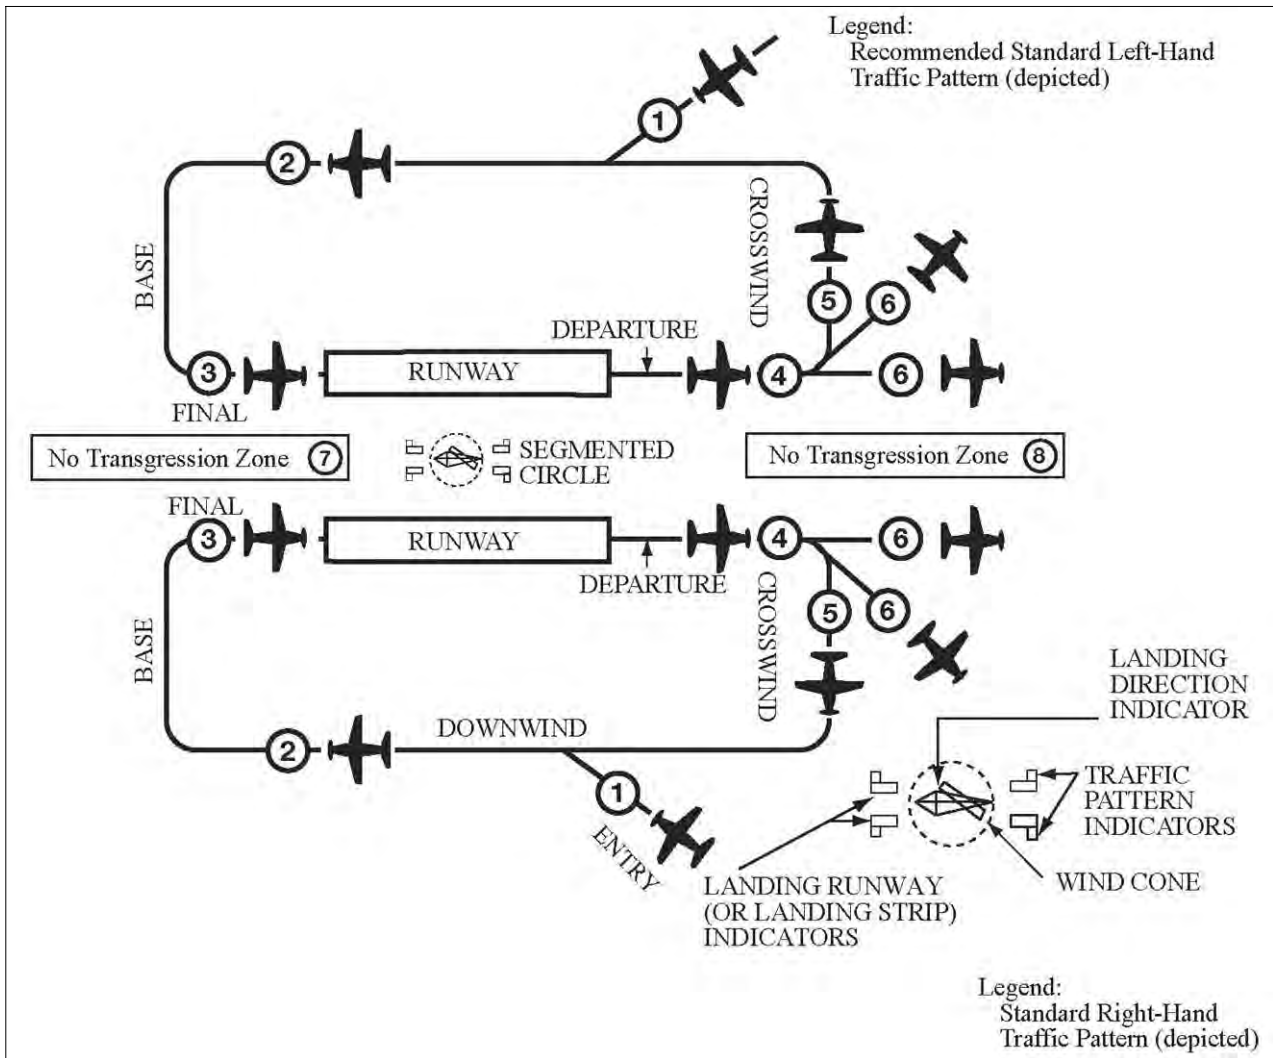 Legend:
Recommended Standard Left-Hand
Traffic Pattern (depicted)
1
2
CROSSWIND
BASE
5
6
DEPARTURE
3
RUNWAY
4
6
FINAL
No Transgression Zone 7
SEGMENTED
CIRCLE
No Transgression Zone 8
FINAL
3
RUNWAY
4
6
DEPARTURE
CROSSWIND
BASE
5
6
DOWNWIND
2
1
ENTRY
LANDING
DIRECTION
INDICATOR
TRAFFIC
PATTERN
INDICATORS
WIND CONE
LANDING RUNWAY
(OR LANDING STRIP)
INDICATORS
Legend:
Standard Right-Hand
Traffic Pattern (depicted)